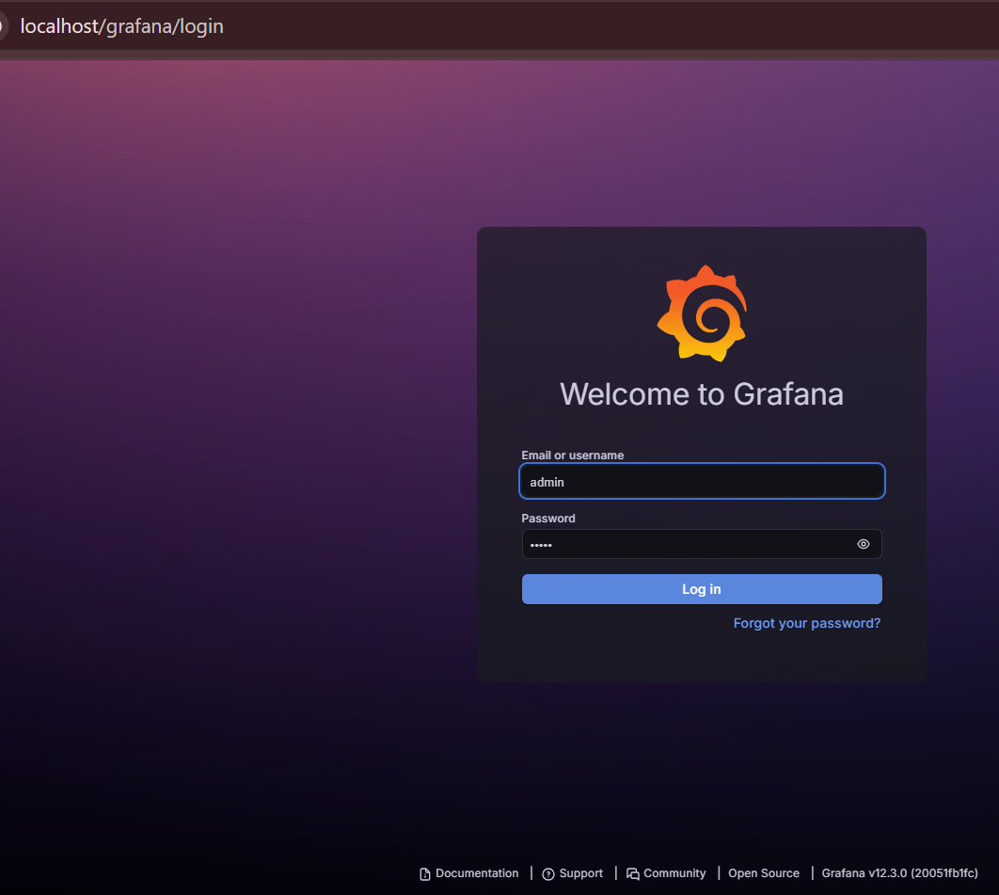 localhost/grafana/login
Welcome to Grafana
Email or username
admin
Password
•••••
Log in
Forgot your password?
Documentation | Support | Community | Open Source | Grafana v12.3.0 (20051fb1fc)